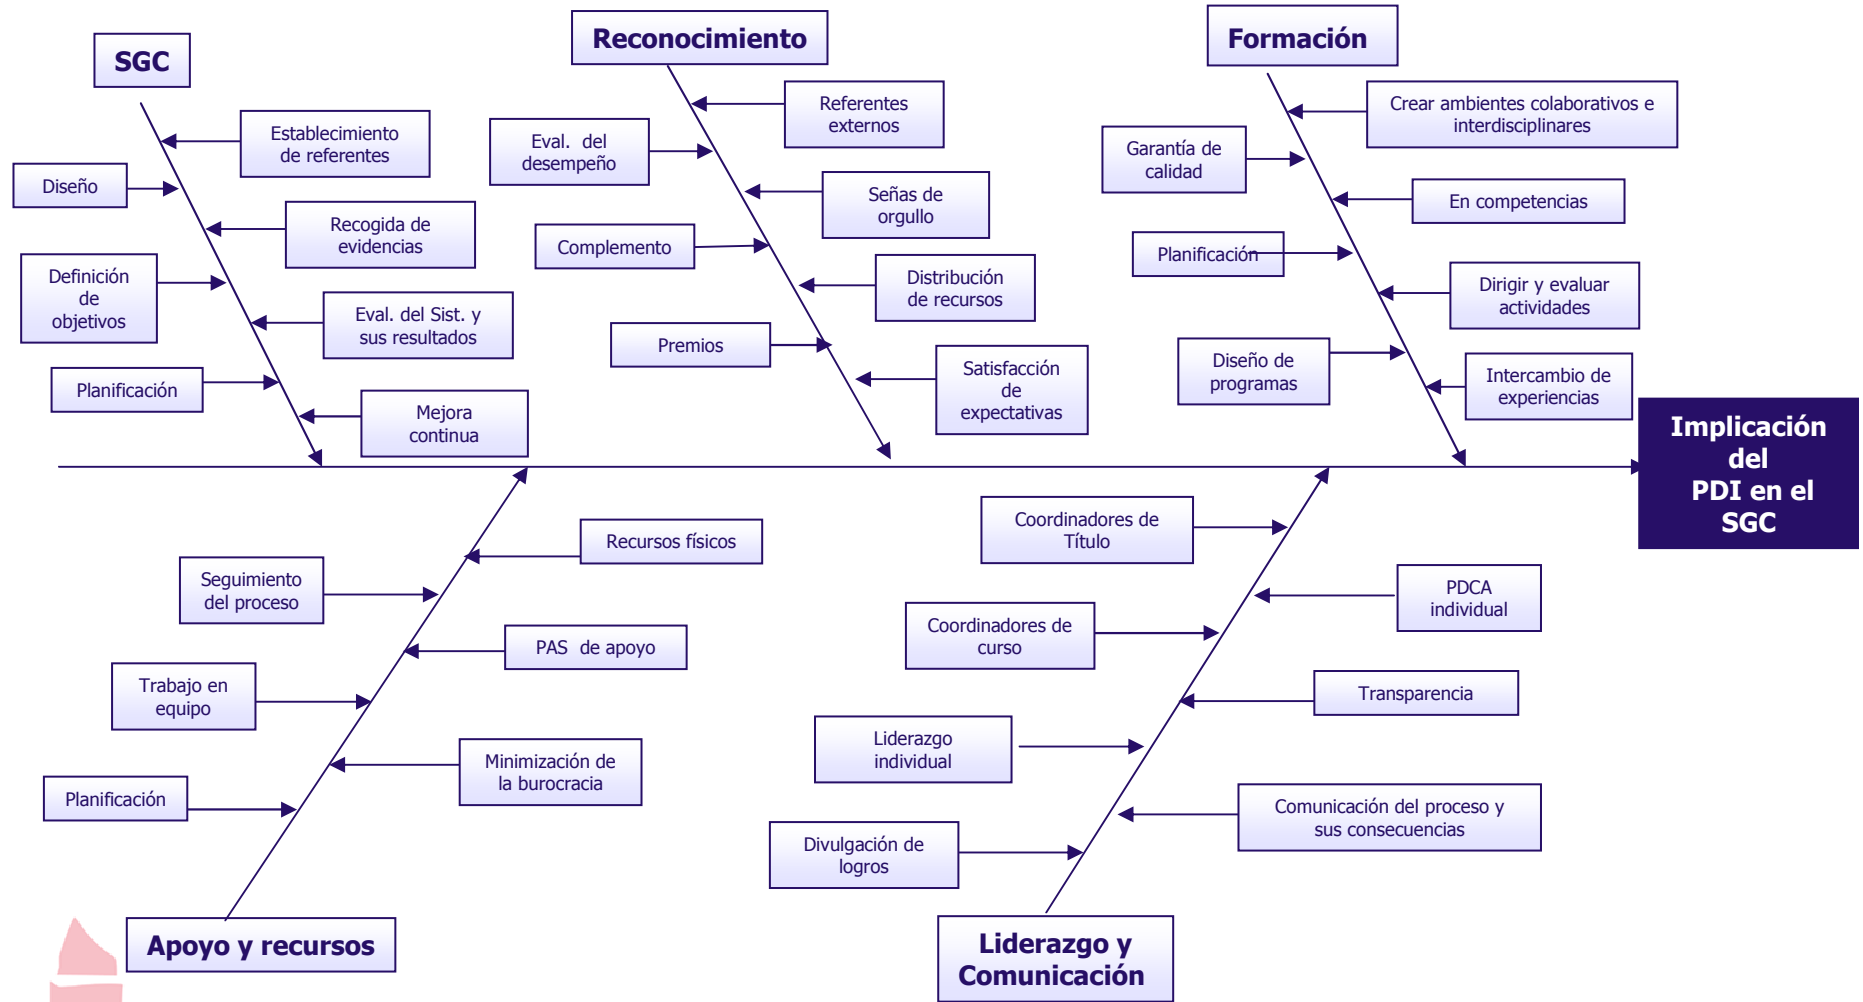 SGC
Establecimiento
de referentes
Diseño
Recogida de
evidencias
Definición
de
objetivos
Eval. del Sist. y
sus resultados
Planificación
Mejora
continua
Reconocimiento
Referentes
externos
Eval. del
desempeño
Señas de
orgullo
Complemento
Distribución
de recursos
Premios
Satisfacción
de
expectativas
Formación
Crear ambientes colaborativos e
interdisciplinares
Garantía de
calidad
En competencias
Planificación
Dirigir y evaluar
actividades
Diseño de
programas
Intercambio de
experiencias
Implicación
del
PDI en el
SGC
Recursos físicos
Seguimiento
del proceso
PAS de apoyo
Trabajo en
equipo
Minimización de
la burocracia
Planificación
Apoyo y recursos
Coordinadores de
Título
PDCA
individual
Coordinadores de
curso
Transparencia
Liderazgo
individual
Comunicación del proceso y
sus consecuencias
Divulgación de
logros
Liderazgo y
Comunicación